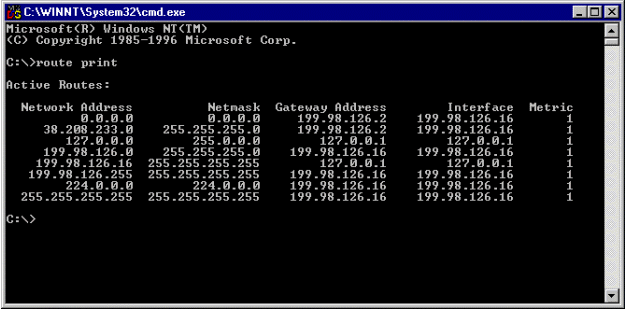 C:\WINNT\System32\cmd.exe
Microsoft(R) Windows NT(TM)
(C) Copyright 1985-1996 Microsoft Corp.
C:\>route print
Active Routes:
Network Address Netmask Gateway Address Interface Metric
0.0.0.0 0.0.0.0 199.98.126.2 199.98.126.16 1
38.208.233.0 255.255.255.0 199.98.126.2 199.98.126.16 1
127.0.0.0 255.0.0.0 127.0.0.1 127.0.0.1 1
199.98.126.0 255.255.255.0 199.98.126.16 199.98.126.16 1
199.98.126.16 255.255.255.255 127.0.0.1 127.0.0.1 1
199.98.126.255 255.255.255.255 199.98.126.16 199.98.126.16 1
224.0.0.0 224.0.0.0 199.98.126.16 199.98.126.16 1
255.255.255.255 255.255.255.255 199.98.126.16 199.98.126.16 1
C:\>